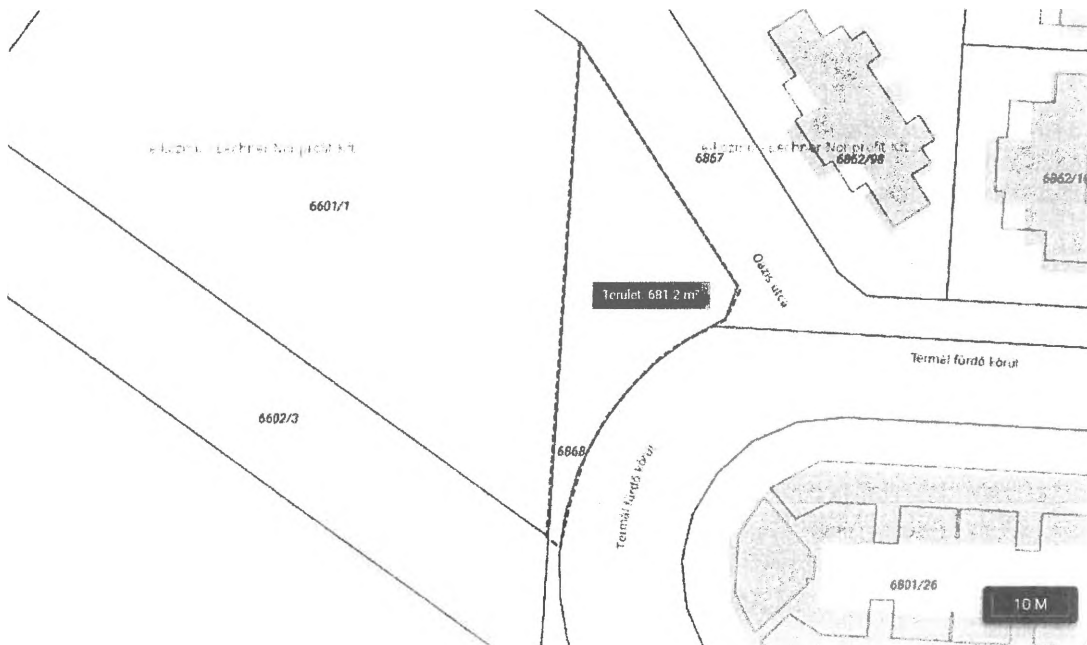 6867
6862/98
6601/1
Oázis utca
Terület: 681.2 m²
Termál fürdő körút
6602/3
6868
Termál fürdő körút
6801/26
10 M